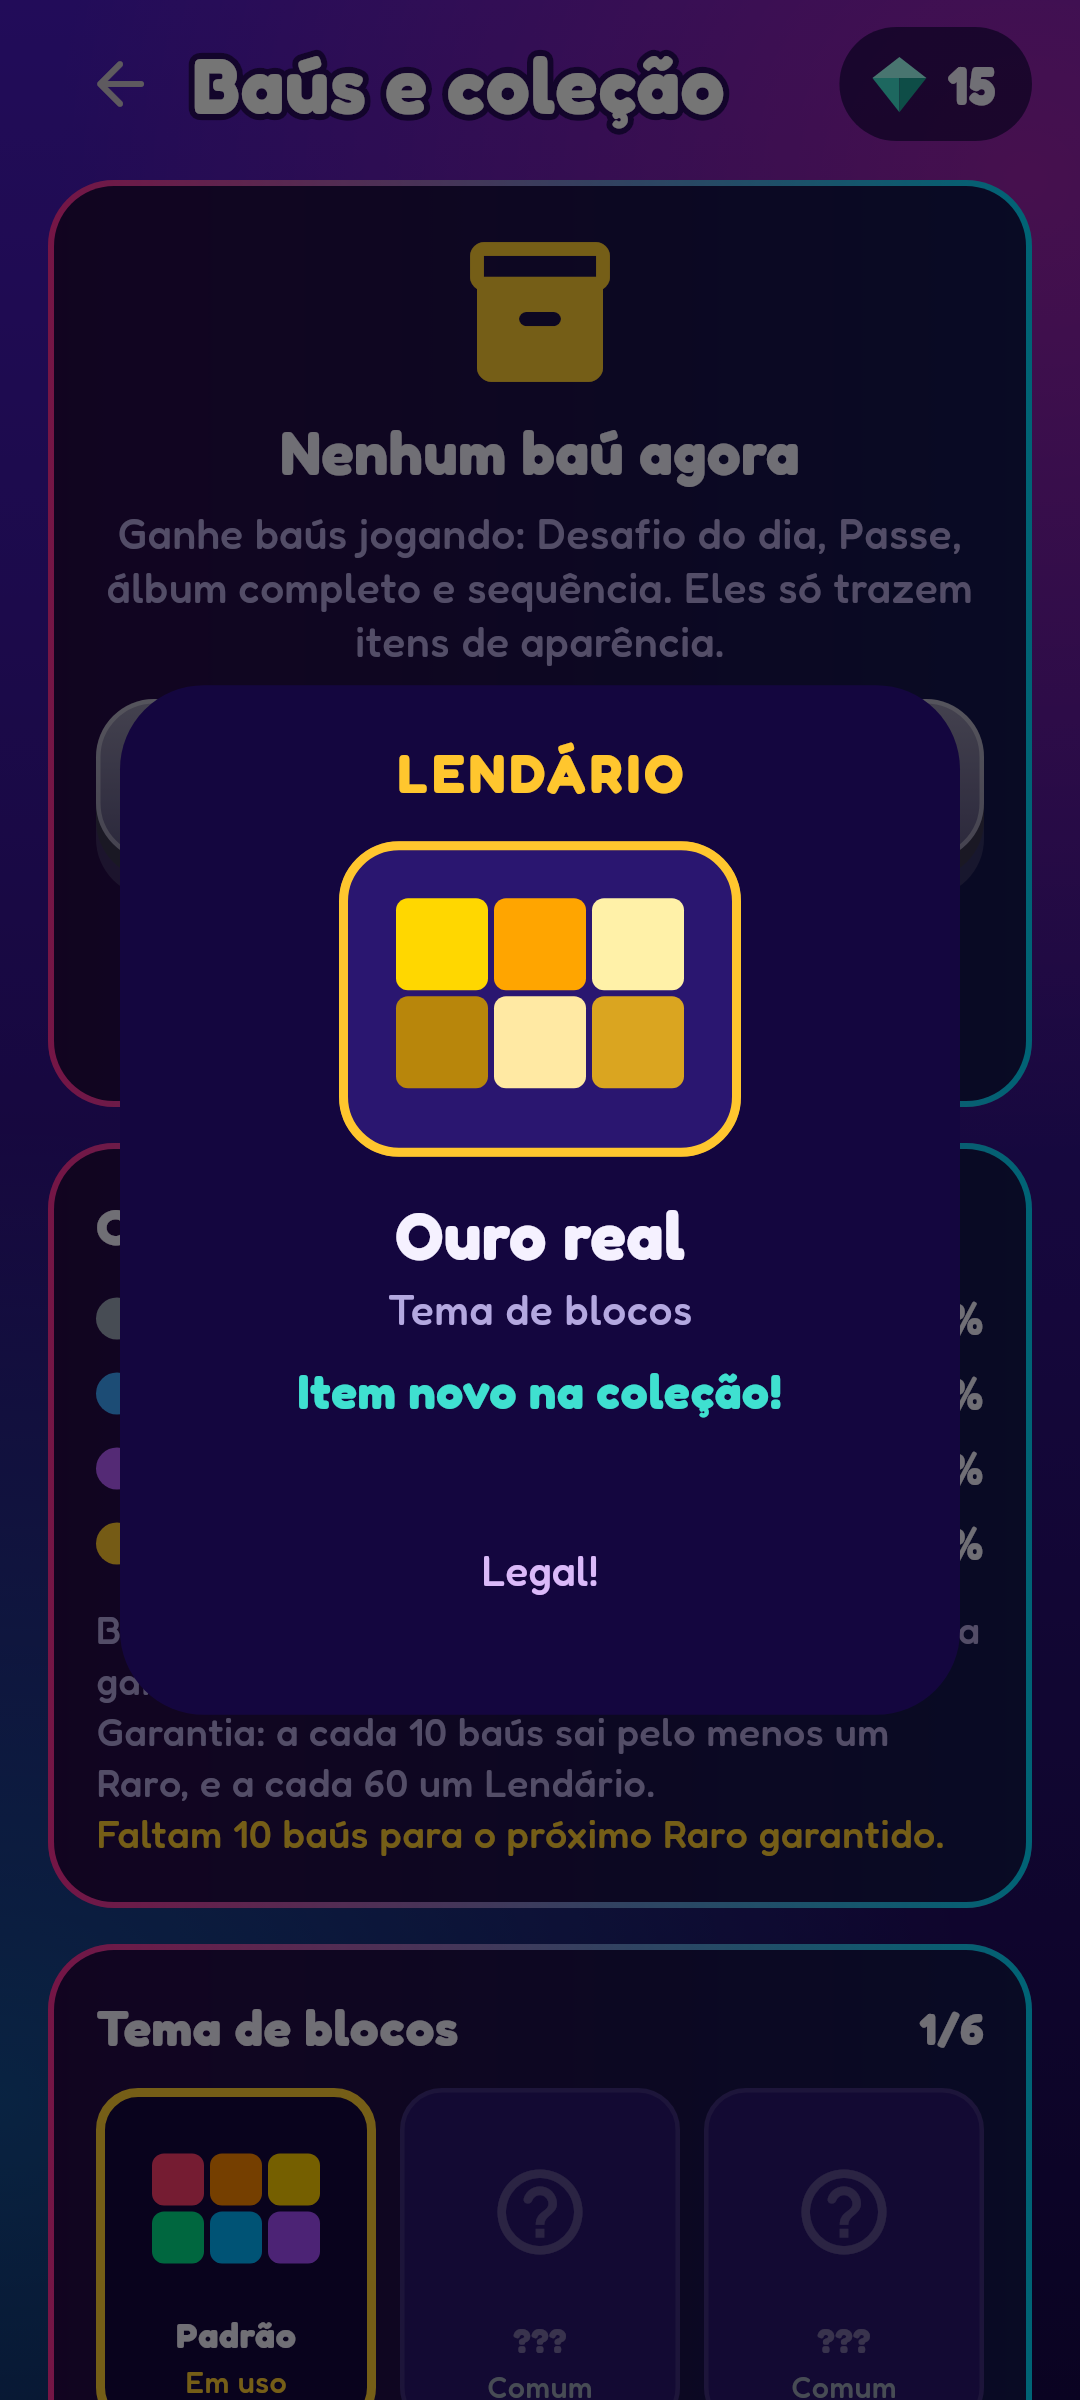 Baús e coleção
15
Nenhum baú agora
Ganhe baús jogando: Desafio do dia, Passe,
álbum completo e sequência. Eles só trazem
itens de aparência.
LENDÁRIO
Ouro real
Tema de blocos
Item novo na coleção!
Legal!
%
%
%
%
Garantia: a cada 10 baús sai pelo menos um
Raro, e a cada 60 um Lendário.
Faltam 10 baús para o próximo Raro garantido.
Tema de blocos
1/6
Padrão
Em uso
???
Comum
???
Comum